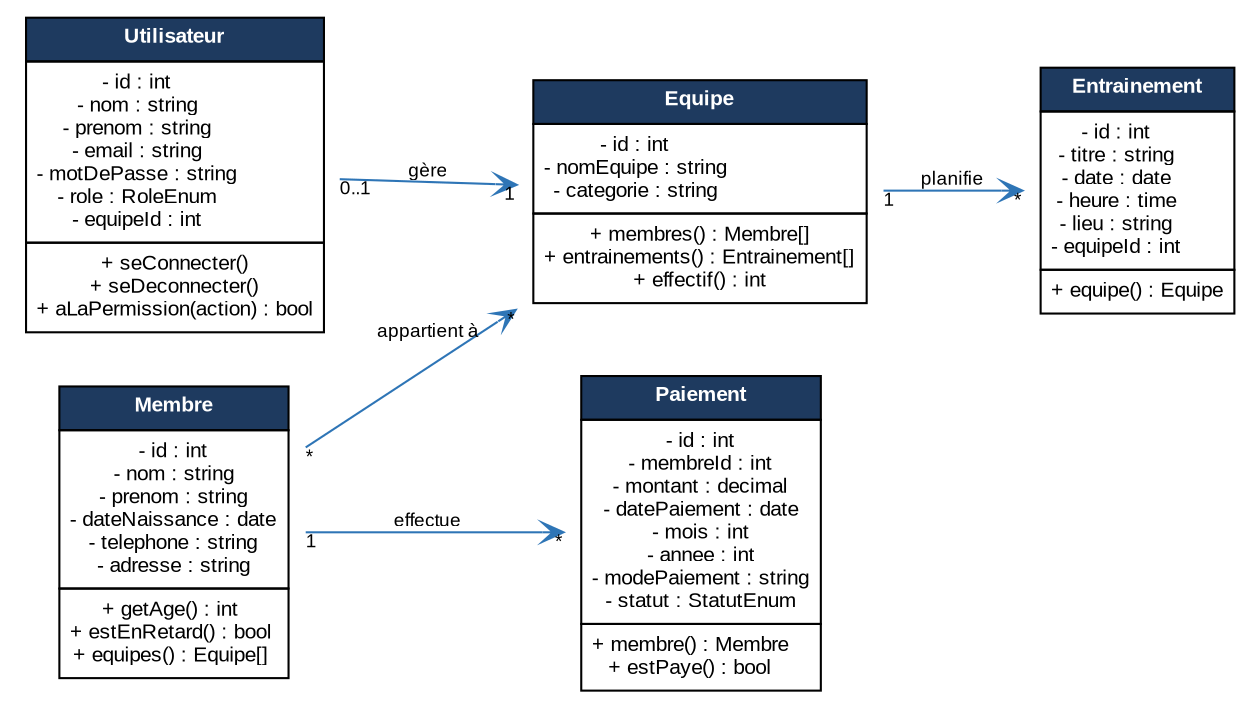 Utilisateur
- id : int
- nom : string
- prenom : string
- email : string
- motDePasse : string
- role : RoleEnum
- equipeId : int
+ seConnecter()
+ seDeconnecter()
+ aLaPermission(action) : bool
gère
0..1
1
Equipe
- id : int
- nomEquipe : string
- categorie : string
+ membres() : Membre[]
+ entrainements() : Entrainement[]
+ effectif() : int
planifie
1
*
Entrainement
- id : int
- titre : string
- date : date
- heure : time
- lieu : string
- equipeId : int
+ equipe() : Equipe
appartient à
*
*
Membre
- id : int
- nom : string
- prenom : string
- dateNaissance : date
- telephone : string
- adresse : string
+ getAge() : int
+ estEnRetard() : bool
+ equipes() : Equipe[]
effectue
1
*
Paiement
- id : int
- membreId : int
- montant : decimal
- datePaiement : date
- mois : int
- annee : int
- modePaiement : string
- statut : StatutEnum
+ membre() : Membre
+ estPaye() : bool